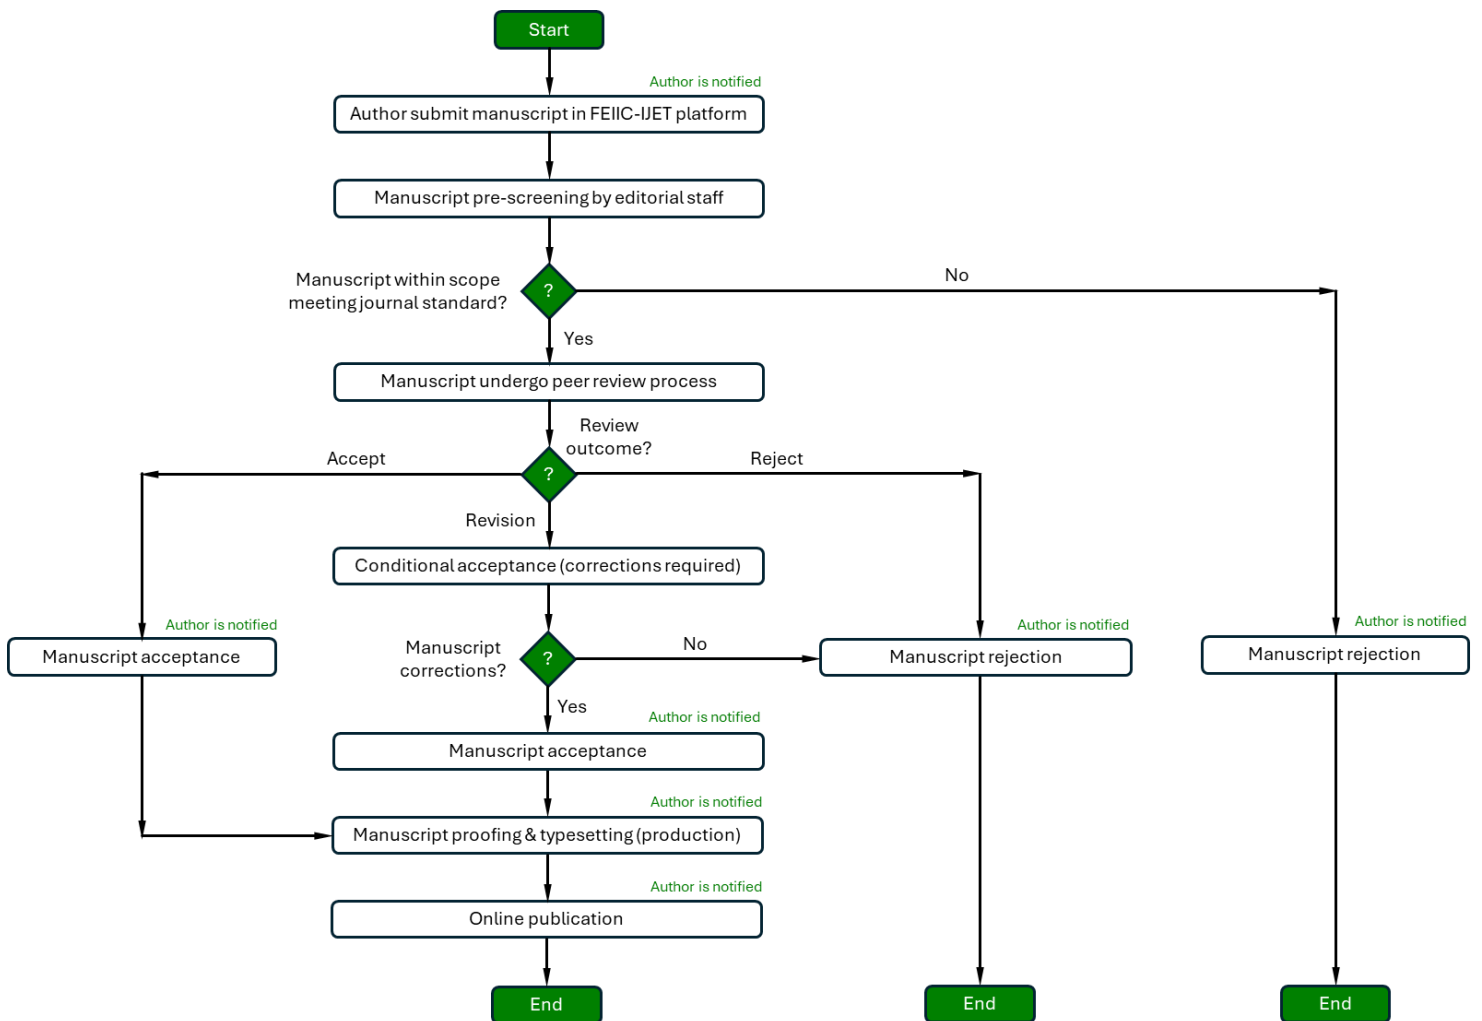 Start
Author is notified
Author submit manuscript in FEIIC-IJET platform
Manuscript pre-screening by editorial staff
Manuscript within scope
meeting journal standard?
?
No
Yes
Manuscript undergo peer review process
Review
outcome?
Accept
?
Reject
Revision
Conditional acceptance (corrections required)
Author is notified
Manuscript acceptance
Manuscript
corrections?
?
No
Author is notified
Manuscript rejection
Author is notified
Manuscript rejection
Yes
Author is notified
Manuscript acceptance
Author is notified
Manuscript proofing & typesetting (production)
Author is notified
Online publication
End
End
End